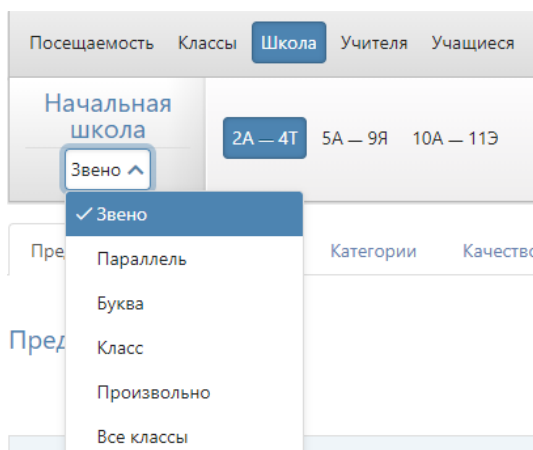 Посещаемость Классы Школа Учителя Учащиеся
Начальная
школа
2А — 4Т 5А — 9Я 10А — 11Э
Звено
Звено
Категории
Параллель
Буква
Класс
Произвольно
Все классы